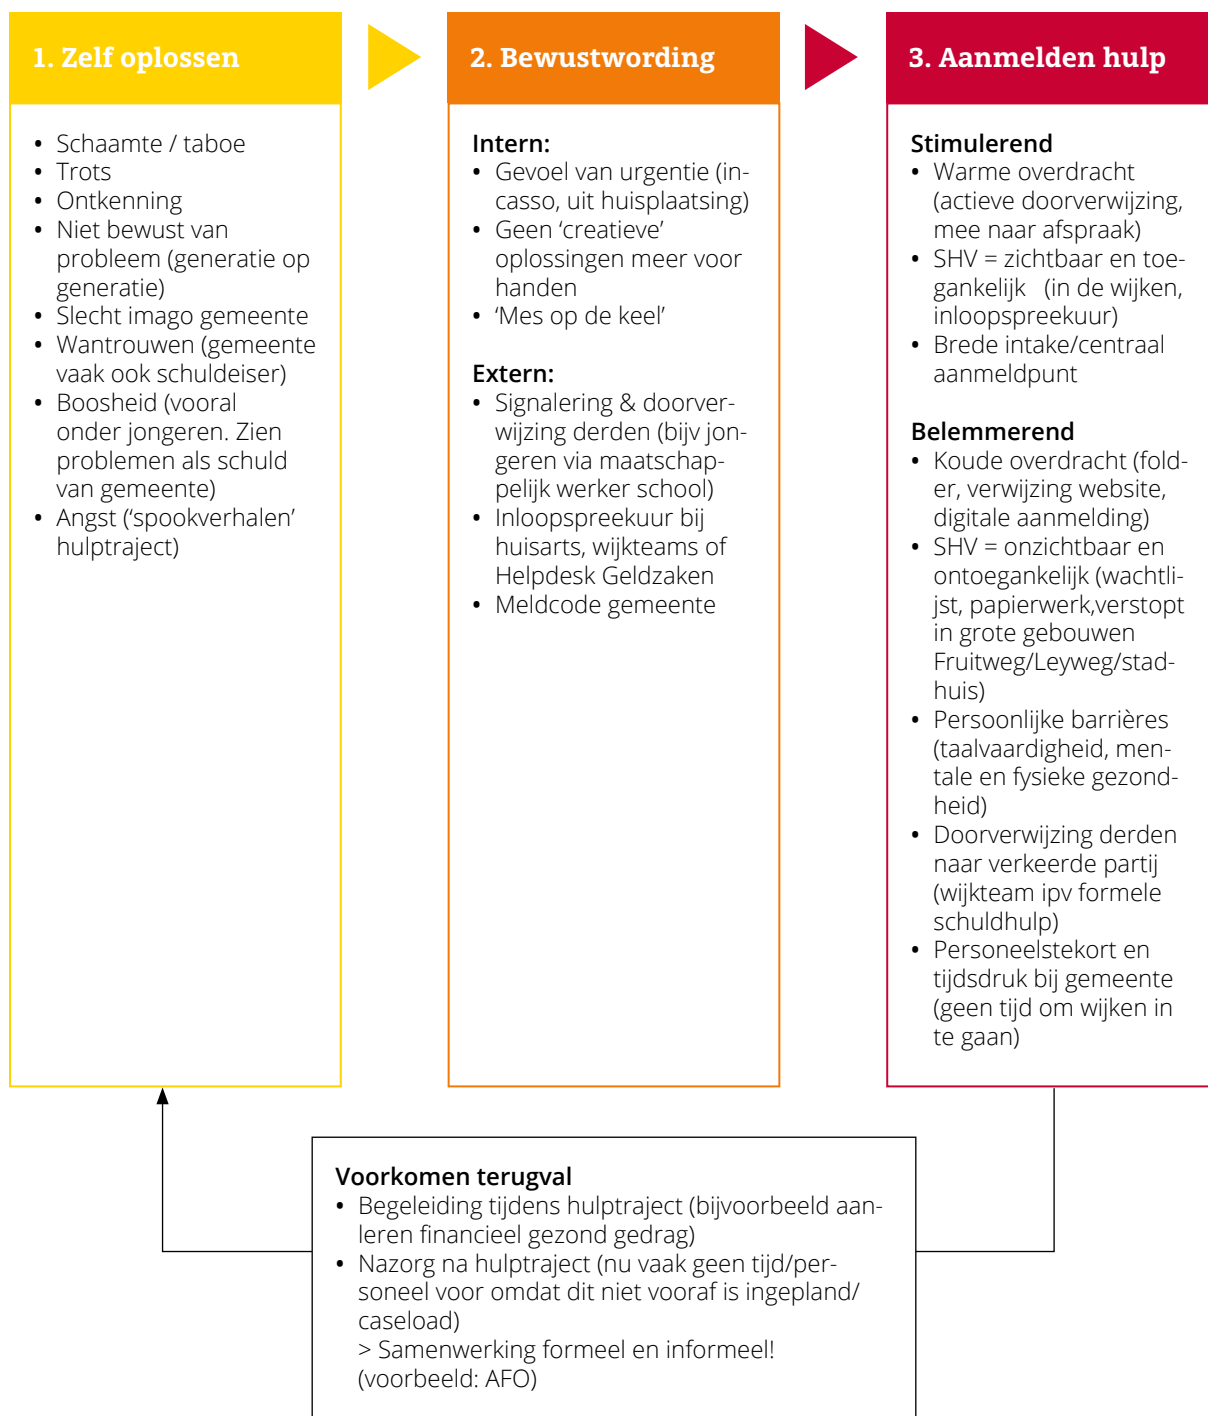 1. Zelf oplossen
• Schaamte / taboe
• Trots
• Ontkenning
• Niet bewust van
probleem (generatie op
generatie)
• Slecht imago gemeente
• Wantrouwen (gemeente
vaak ook schuldeiser)
• Boosheid (vooral
onder jongeren. Zien
problemen als schuld
van gemeente)
• Angst (‘spookverhalen’
hulptraject)
2. Bewustwording
Intern:
• Gevoel van urgentie (in-
casso, uit huisplaatsing)
• Geen ‘creatieve’
oplossingen meer voor
handen
• ‘Mes op de keel’
Extern:
• Signalering & doorver-
wijzing derden (bijv jon-
geren via maatschap-
pelijk werker school)
• Inloopspreekuur bij
huisarts, wijkteams of
Helpdesk Geldzaken
• Meldcode gemeente
3. Aanmelden hulp
Stimulerend
• Warme overdracht
(actieve doorverwijzing,
mee naar afspraak)
• SHV = zichtbaar en toe-
gankelijk (in de wijken,
inloopspreekuur)
• Brede intake/centraal
aanmeldpunt
Belemmerend
• Koude overdracht (fold-
er, verwijzing website,
digitale aanmelding)
• SHV = onzichtbaar en
ontoegankelijk (wachtli-
jst, papierwerk,verstopt
in grote gebouwen
Fruitweg/Leyweg/stad-
huis)
• Persoonlijke barrières
(taalvaardigheid, men-
tale en fysieke gezond-
heid)
• Doorverwijzing derden
naar verkeerde partij
(wijkteam ipv formele
schuldhulp)
• Personeelstekort en
tijdsdruk bij gemeente
(geen tijd om wijken in
te gaan)
Voorkomen terugval
• Begeleiding tijdens hulptraject (bijvoorbeeld aan-
leren financieel gezond gedrag)
• Nazorg na hulptraject (nu vaak geen tijd/per-
soneel voor omdat dit niet vooraf is ingepland/
caseload)
> Samenwerking formeel en informeel!
(voorbeeld: AFO)